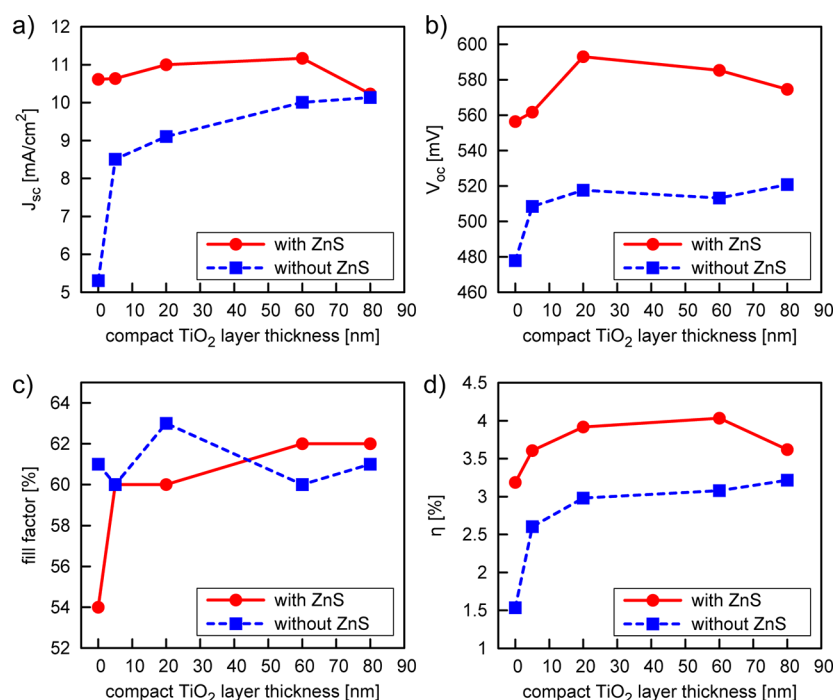 a)
12
11
10
9
8
7
6
5
J_sc [mA/cm²]
with ZnS
without ZnS
0 10 20 30 40 50 60 70 80 90
compact TiO₂ layer thickness [nm]
b)
600
580
560
540
520
500
480
460
V_oc [mV]
with ZnS
without ZnS
0 10 20 30 40 50 60 70 80 90
compact TiO₂ layer thickness [nm]
c)
64
62
60
58
56
54
52
fill factor [%]
with ZnS
without ZnS
0 10 20 30 40 50 60 70 80 90
compact TiO₂ layer thickness [nm]
d)
4.5
4
3.5
3
2.5
2
1.5
1
η [%]
with ZnS
without ZnS
0 10 20 30 40 50 60 70 80 90
compact TiO₂ layer thickness [nm]